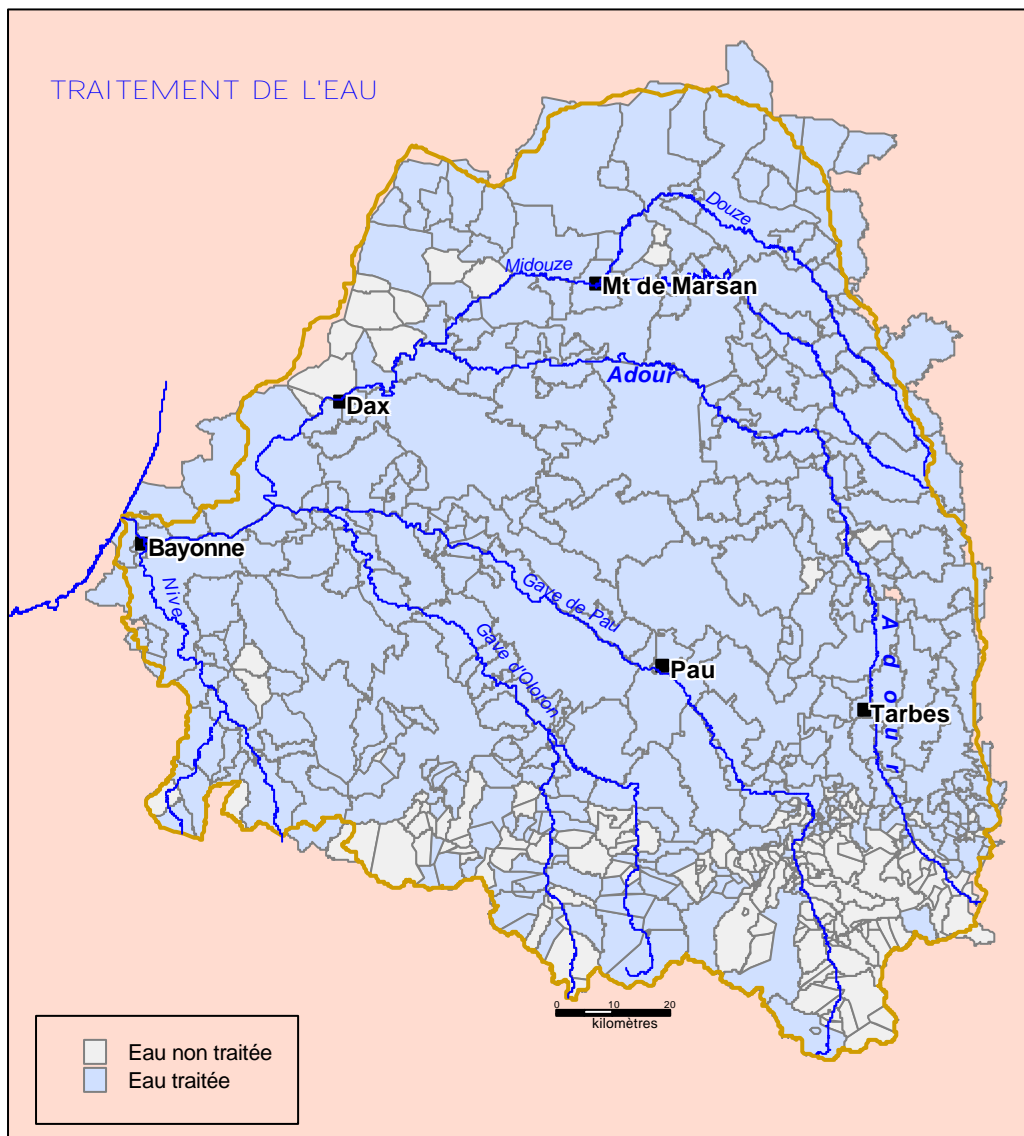 TRAITEMENT DE L'EAU
Douze
Midouze
Mt de Marsan
Adour
Dax
Bayonne
Nive
Gave de Pau
Gave d'Oloron
Pau
Adour
Tarbes
0 10 20
kilomètres
Eau non traitée
Eau traitée